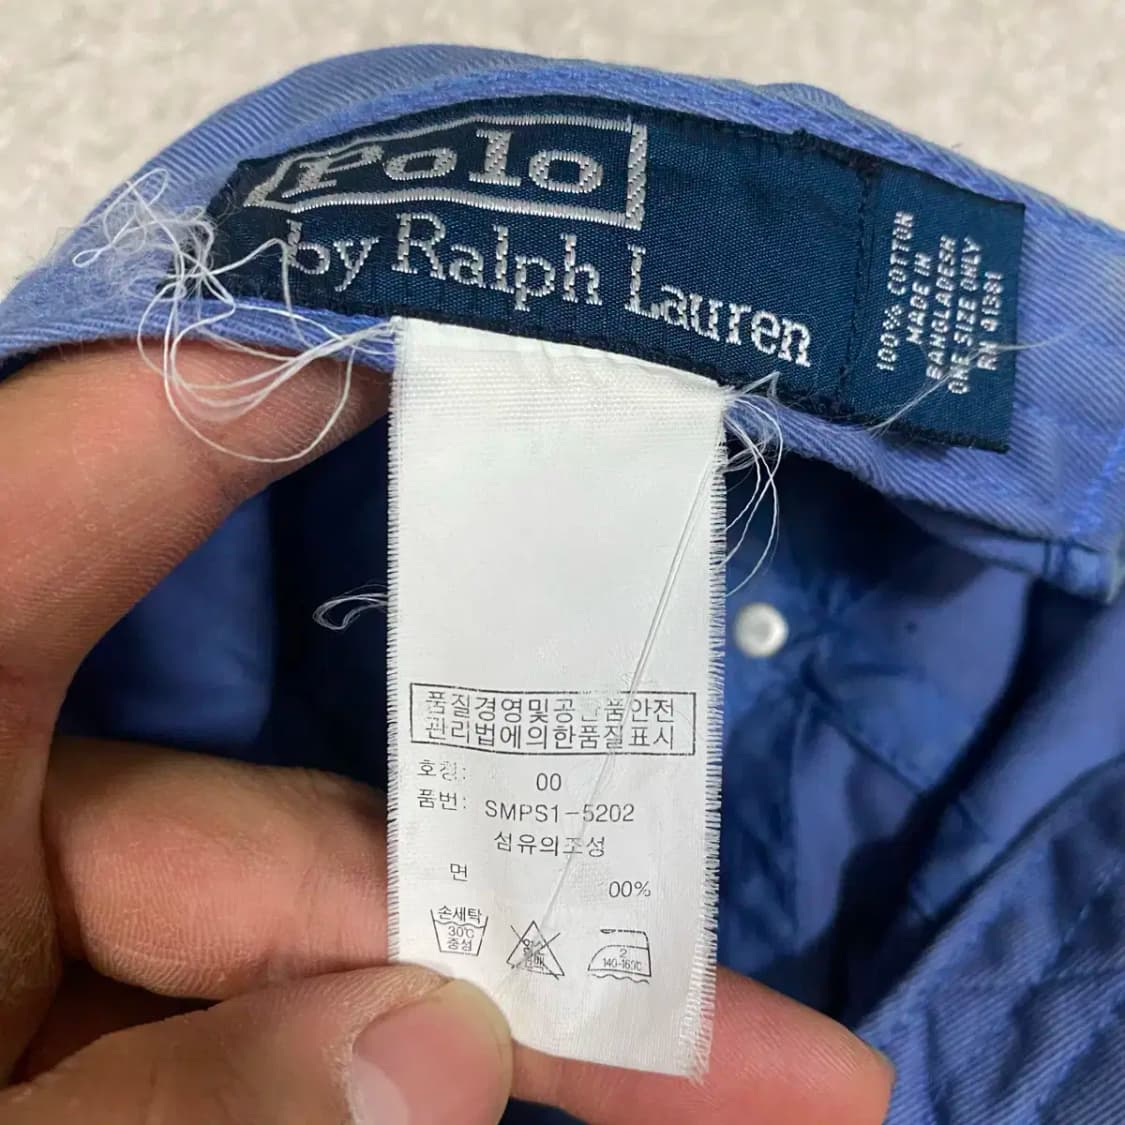 Polo
by Ralph Lauren
100% COTTON
MADE IN
BANGLADESH
ONE SIZE ONLY
RN 41381
품질경영및공산품안전
관리법에의한품질표시
호칭: 00
품번: SMPS1-5202
섬유의조성
면 00%
손세탁
30℃
중성
2
140-160℃